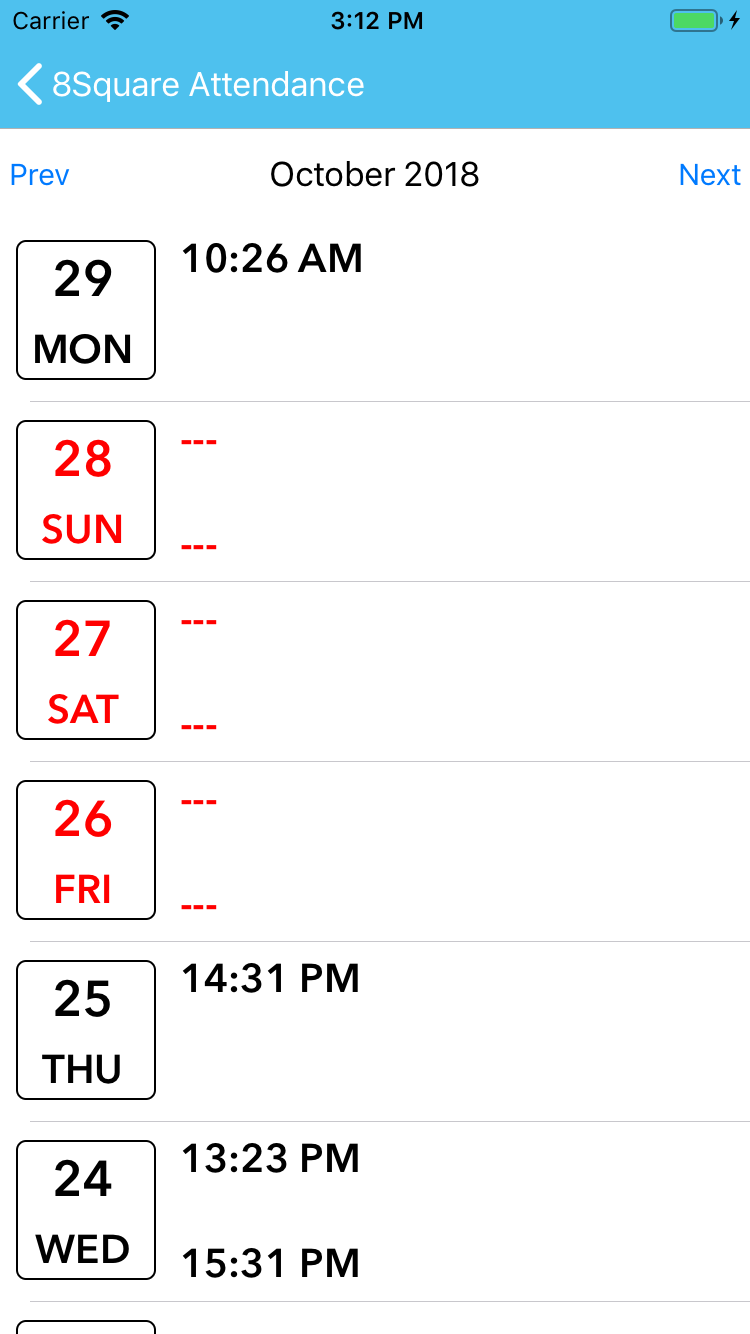 Carrier 3:12 PM
8Square Attendance
Prev October 2018 Next
29 10:26 AM
MON
28 ---
SUN ---
27 ---
SAT ---
26 ---
FRI ---
25 14:31 PM
THU
24 13:23 PM
WED 15:31 PM